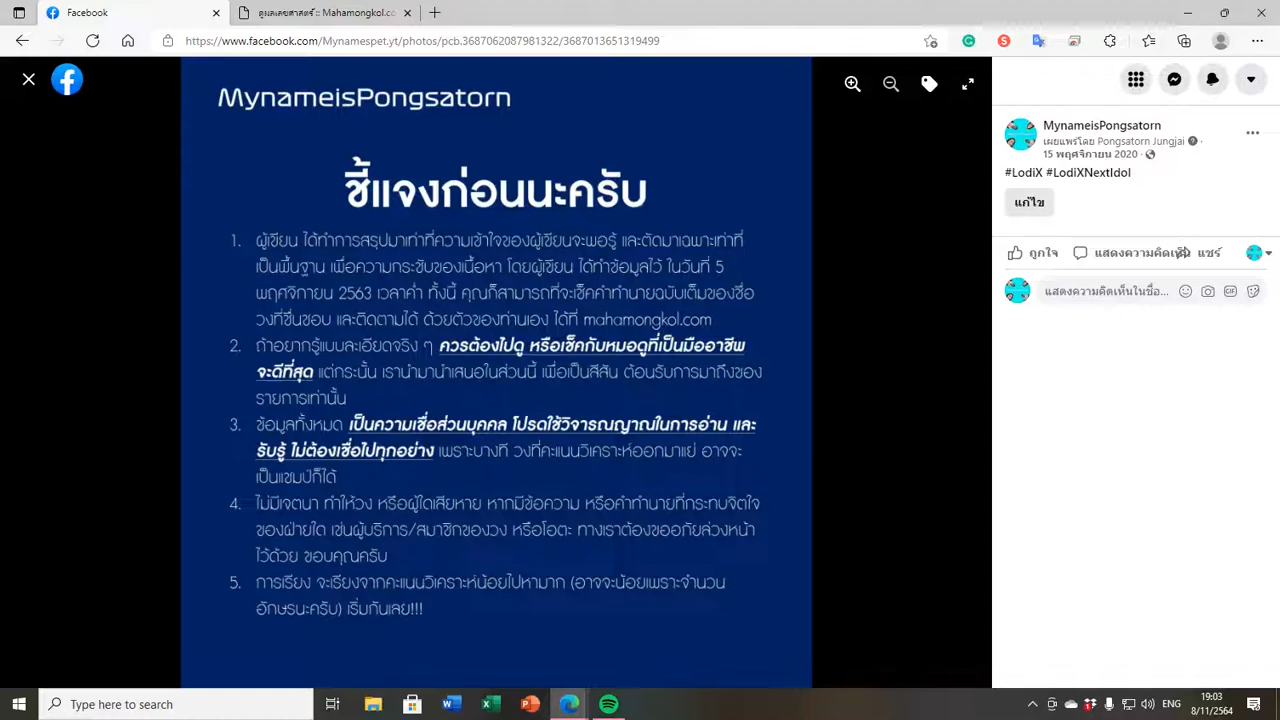 Facebook
ดูดวงศาสตร์: Mahamongkol.co
https://www.facebook.com/Mynamespet.yt/photos/pcb.3687062087981322/3687013651319499
MynameisPongsatorn
ชี้แจงก่อนนะครับ
1. ผู้เขียน ได้ทำการสรุปมาเท่าที่ความเข้าใจของผู้เขียนจะพอรู้ และตัดมาเฉพาะเท่าที่
เป็นพื้นฐาน เพื่อความกระชับของเนื้อหา โดยผู้เขียน ได้ทำข้อมูลไว้ ในวันที่ 5
พฤศจิกายน 2563 เวลาค่ำ ทั้งนี้ คุณก็สามารถที่จะเช็คคำทำนายฉบับเต็มของชื่อ
วงที่ชื่นชอบ และติดตามได้ ด้วยตัวของท่านเอง ได้ที่ mahamongkol.com
2. ถ้าอยากรู้แบบละเอียดจริง ๆ ควรต้องไปดู หรือเช็คกับหมอดูที่เป็นมืออาชีพ
จะดีที่สุด แต่กระนั้น เรานำมานำเสนอในส่วนนี้ เพื่อเป็นสีสัน ต้อนรับการมาถึงของ
รายการเท่านั้น
3. ข้อมูลทั้งหมด เป็นความเชื่อส่วนบุคคล โปรดใช้วิจารณญาณในการอ่าน และ
รับรู้ ไม่ต้องเชื่อไปทุกอย่าง เพราะบางที วงที่คะแนนวิเคราะห์ออกมาแย่ อาจจะ
เป็นแชมป์ก็ได้
4. ไม่มีเจตนา ทำให้วง หรือผู้ใดเสียหาย หากมีข้อความ หรือคำทำนายที่กระทบจิตใจ
ของฝ่ายใด เช่นผู้บริการ/สมาชิกของวง หรือโอตะ ทางเราต้องขออภัยล่วงหน้า
ไว้ด้วย ขอบคุณครับ
5. การเรียง จะเรียงจากคะแนนวิเคราะห์น้อยไปหามาก (อาจจะน้อยเพราะจำนวน
อักษรนะครับ) เริ่มกันเลย!!!
MynameisPongsatorn
เผยแพร่โดย Pongsatorn Jungjai
15 พฤศจิกายน 2020
#LodiX #LodiXNextIdol
แก้ไข
ถูกใจ แสดงความคิดเห็น แชร์
แสดงความคิดเห็นในชื่อ...
Type here to search
ENG
19:03
8/11/2564